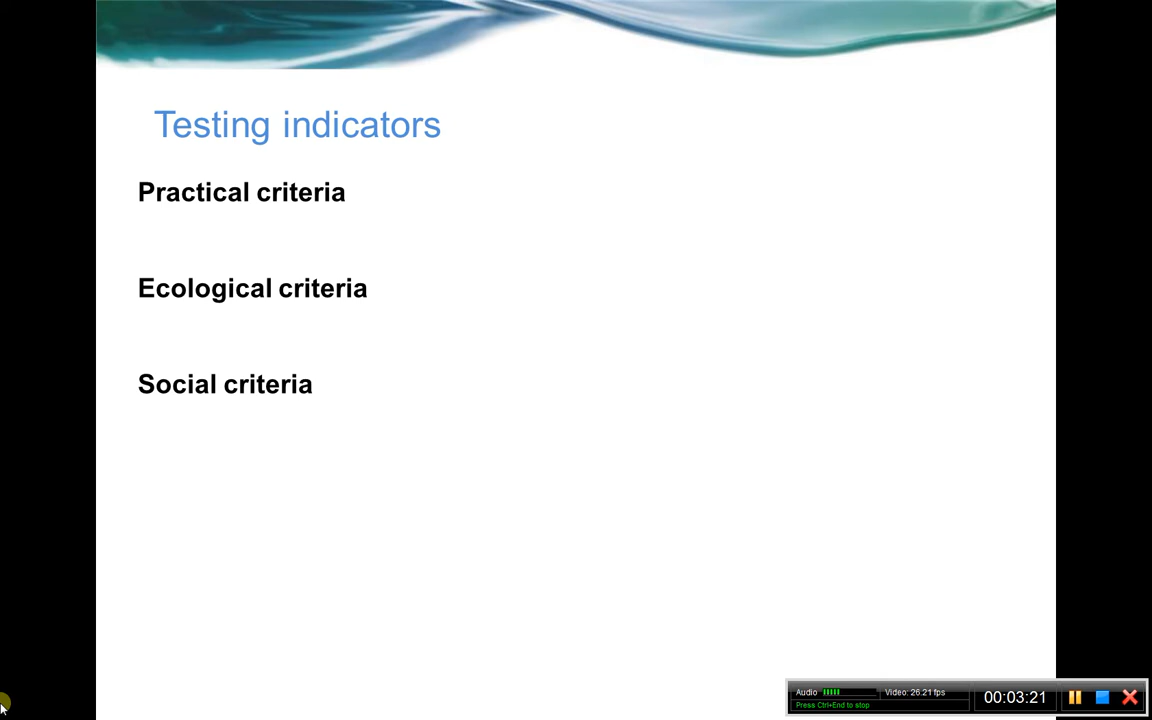 Testing indicators
Practical criteria
Ecological criteria
Social criteria
Audio
Video: 26.21 fps
Press Ctrl+End to stop
00:03:21